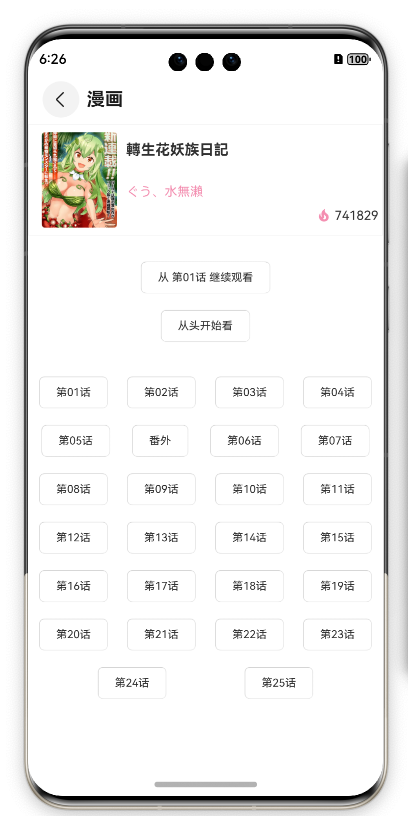 6:26
100
漫画
轉生花妖族日記
ぐう、水無瀬
741829
从 第01话 继续观看
从头开始看
第01话 第02话 第03话 第04话
第05话 番外 第06话 第07话
第08话 第09话 第10话 第11话
第12话 第13话 第14话 第15话
第16话 第17话 第18话 第19话
第20话 第21话 第22话 第23话
第24话 第25话